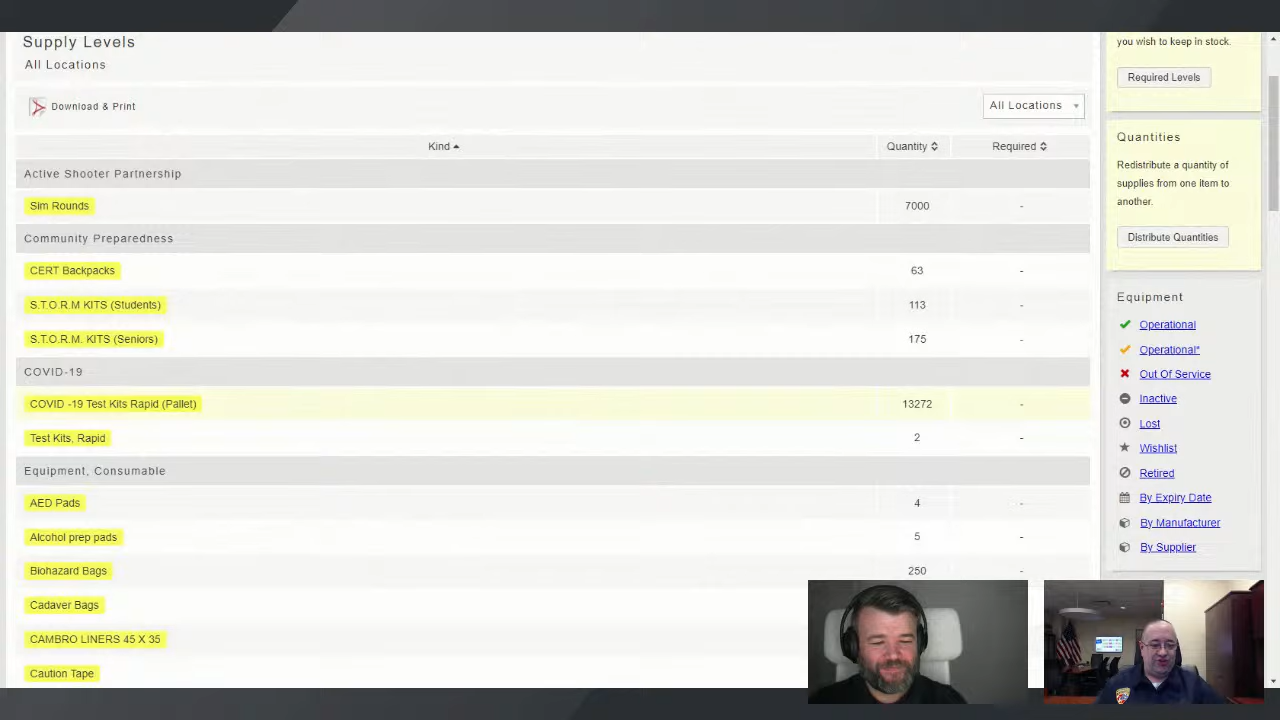 Supply Levels
All Locations
Download & Print
All Locations
Kind
Quantity
Required
Active Shooter Partnership
Sim Rounds 7000 -
Community Preparedness
CERT Backpacks 63 -
S.T.O.R.M KITS (Students) 113 -
S.T.O.R.M. KITS (Seniors) 175 -
COVID-19
COVID -19 Test Kits Rapid (Pallet) 13272 -
Test Kits, Rapid 2 -
Equipment, Consumable
AED Pads 4 -
Alcohol prep pads 5 -
Biohazard Bags 250 -
Cadaver Bags
CAMBRO LINERS 45 X 35
Caution Tape
you wish to keep in stock.
Required Levels
Quantities
Redistribute a quantity of
supplies from one item to
another.
Distribute Quantities
Equipment
Operational
Operational*
Out Of Service
Inactive
Lost
Wishlist
Retired
By Expiry Date
By Manufacturer
By Supplier